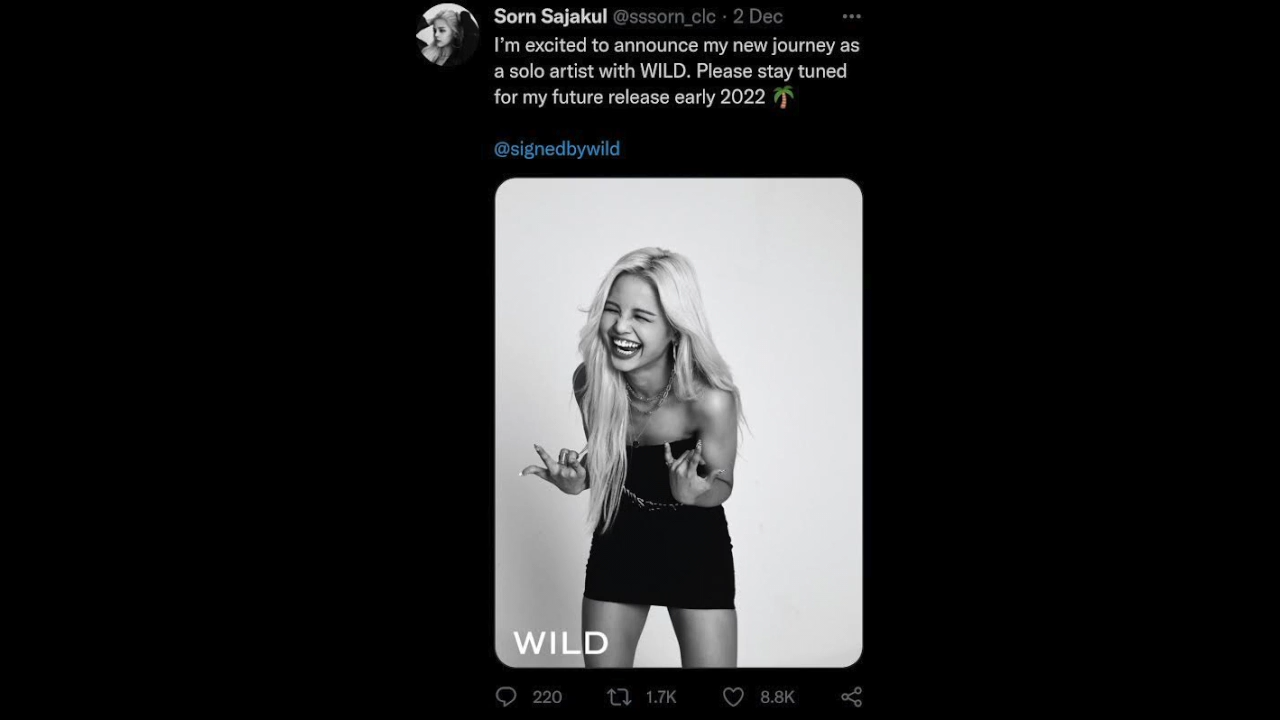 Sorn Sajakul @sssorn_clc · 2 Dec
I’m excited to announce my new journey as
a solo artist with WILD. Please stay tuned
for my future release early 2022 🌴
@signedbywild
WILD
220 1.7K 8.8K